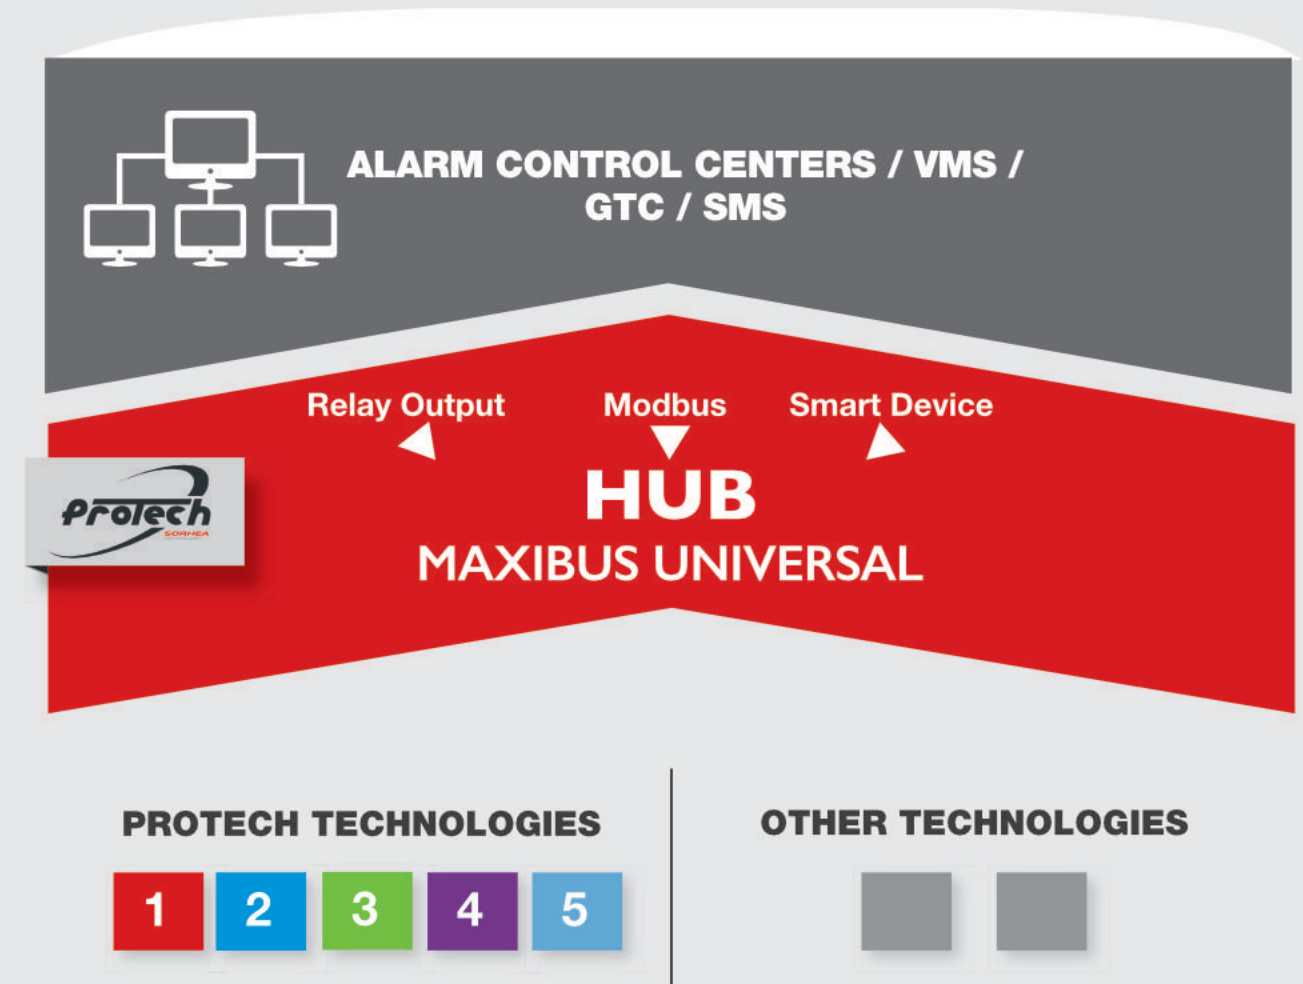 ALARM CONTROL CENTERS / VMS /
GTC / SMS
Relay Output Modbus Smart Device
HUB
MAXIBUS UNIVERSAL
Protech
SORHEA
PROTECH TECHNOLOGIES
OTHER TECHNOLOGIES
1 2 3 4 5